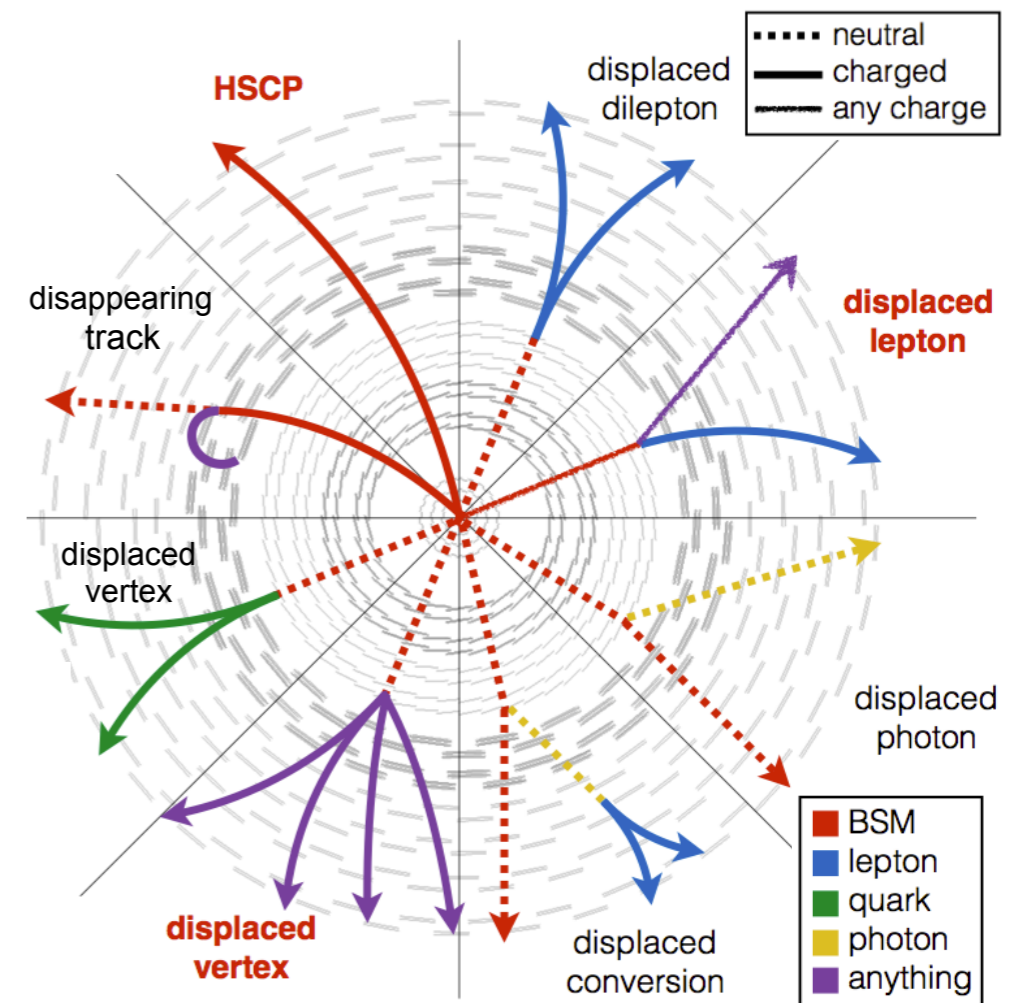 neutral
charged
any charge
HSCP
displaced
dilepton
disappearing
track
displaced
lepton
displaced
vertex
displaced
photon
displaced
vertex
displaced
conversion
BSM
lepton
quark
photon
anything